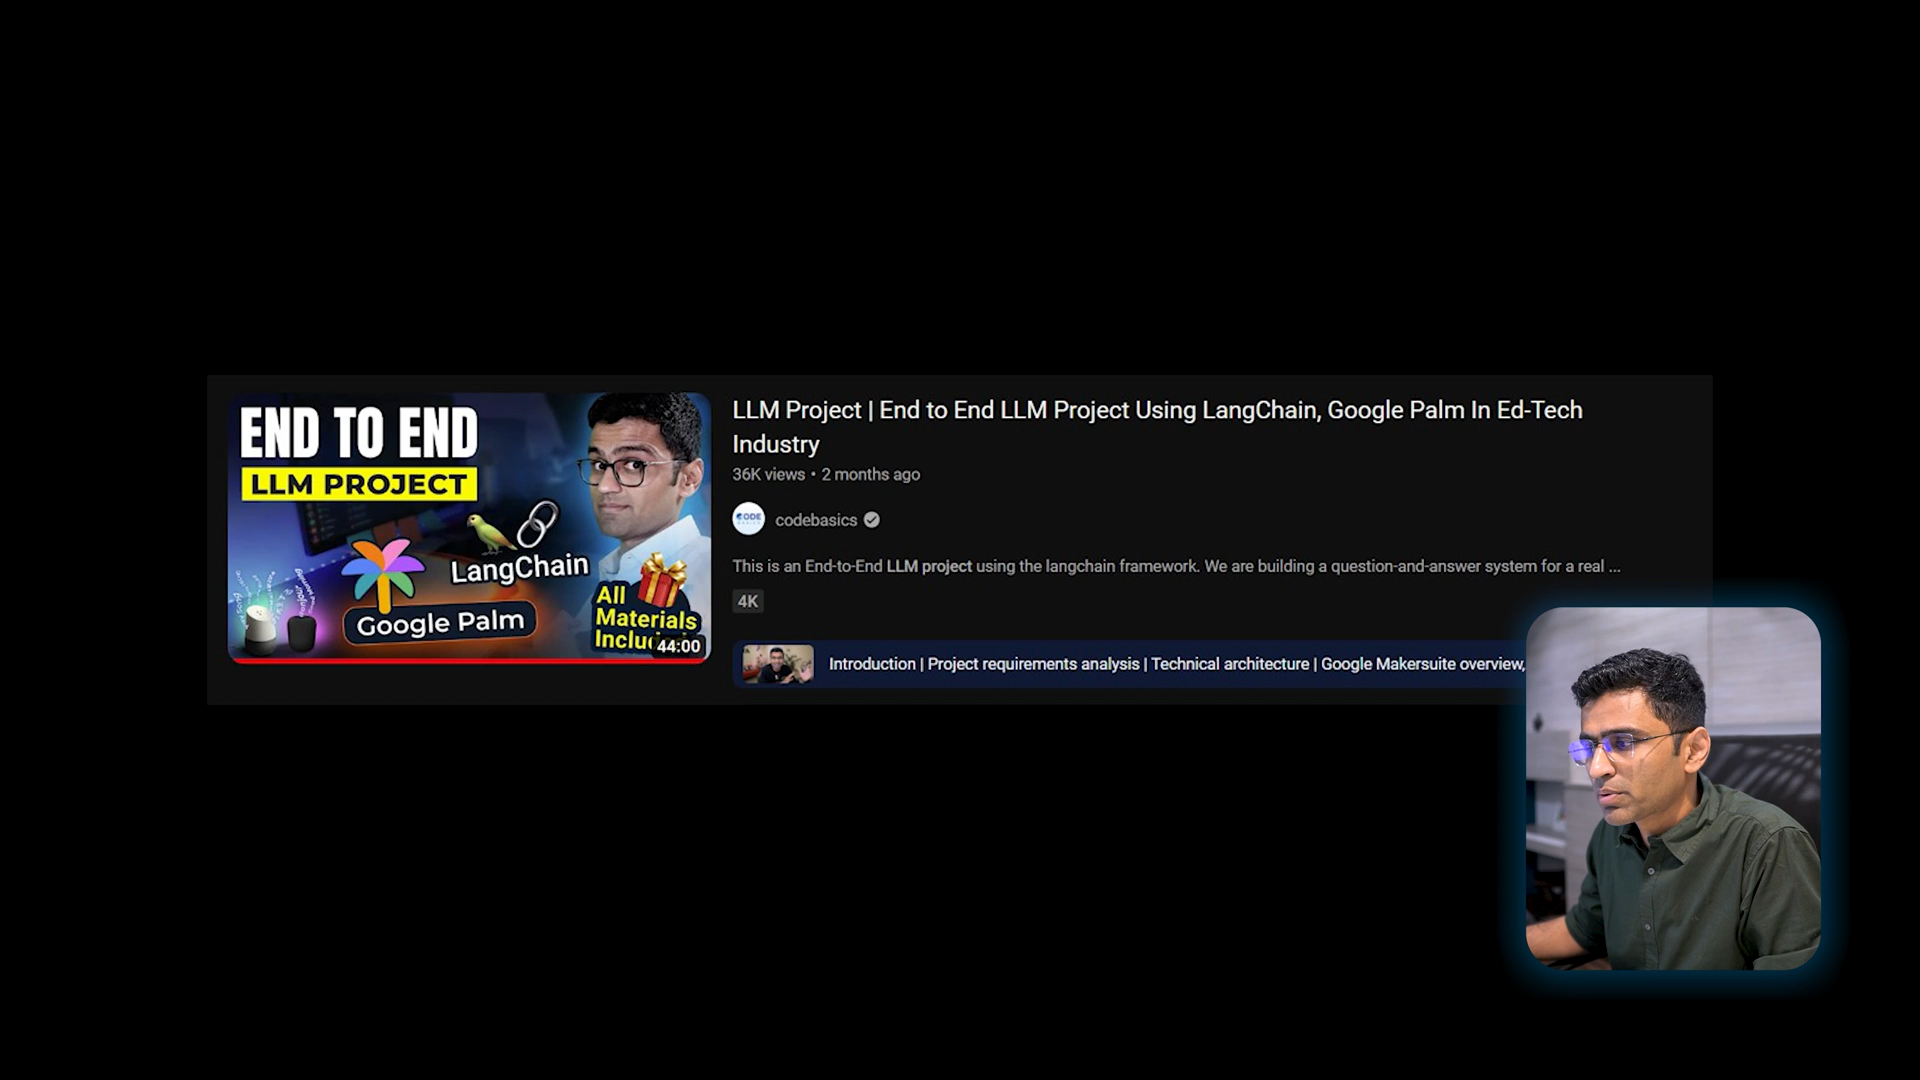 END TO END
LLM PROJECT
LangChain
Google Palm
All
Materials
Inclu
44:00
LLM Project | End to End LLM Project Using LangChain, Google Palm In Ed-Tech
Industry
36K views • 2 months ago
CODE
codebasics
This is an End-to-End LLM project using the langchain framework. We are building a question-and-answer system for a real ...
4K
Introduction | Project requirements analysis | Technical architecture | Google Makersuite overview,